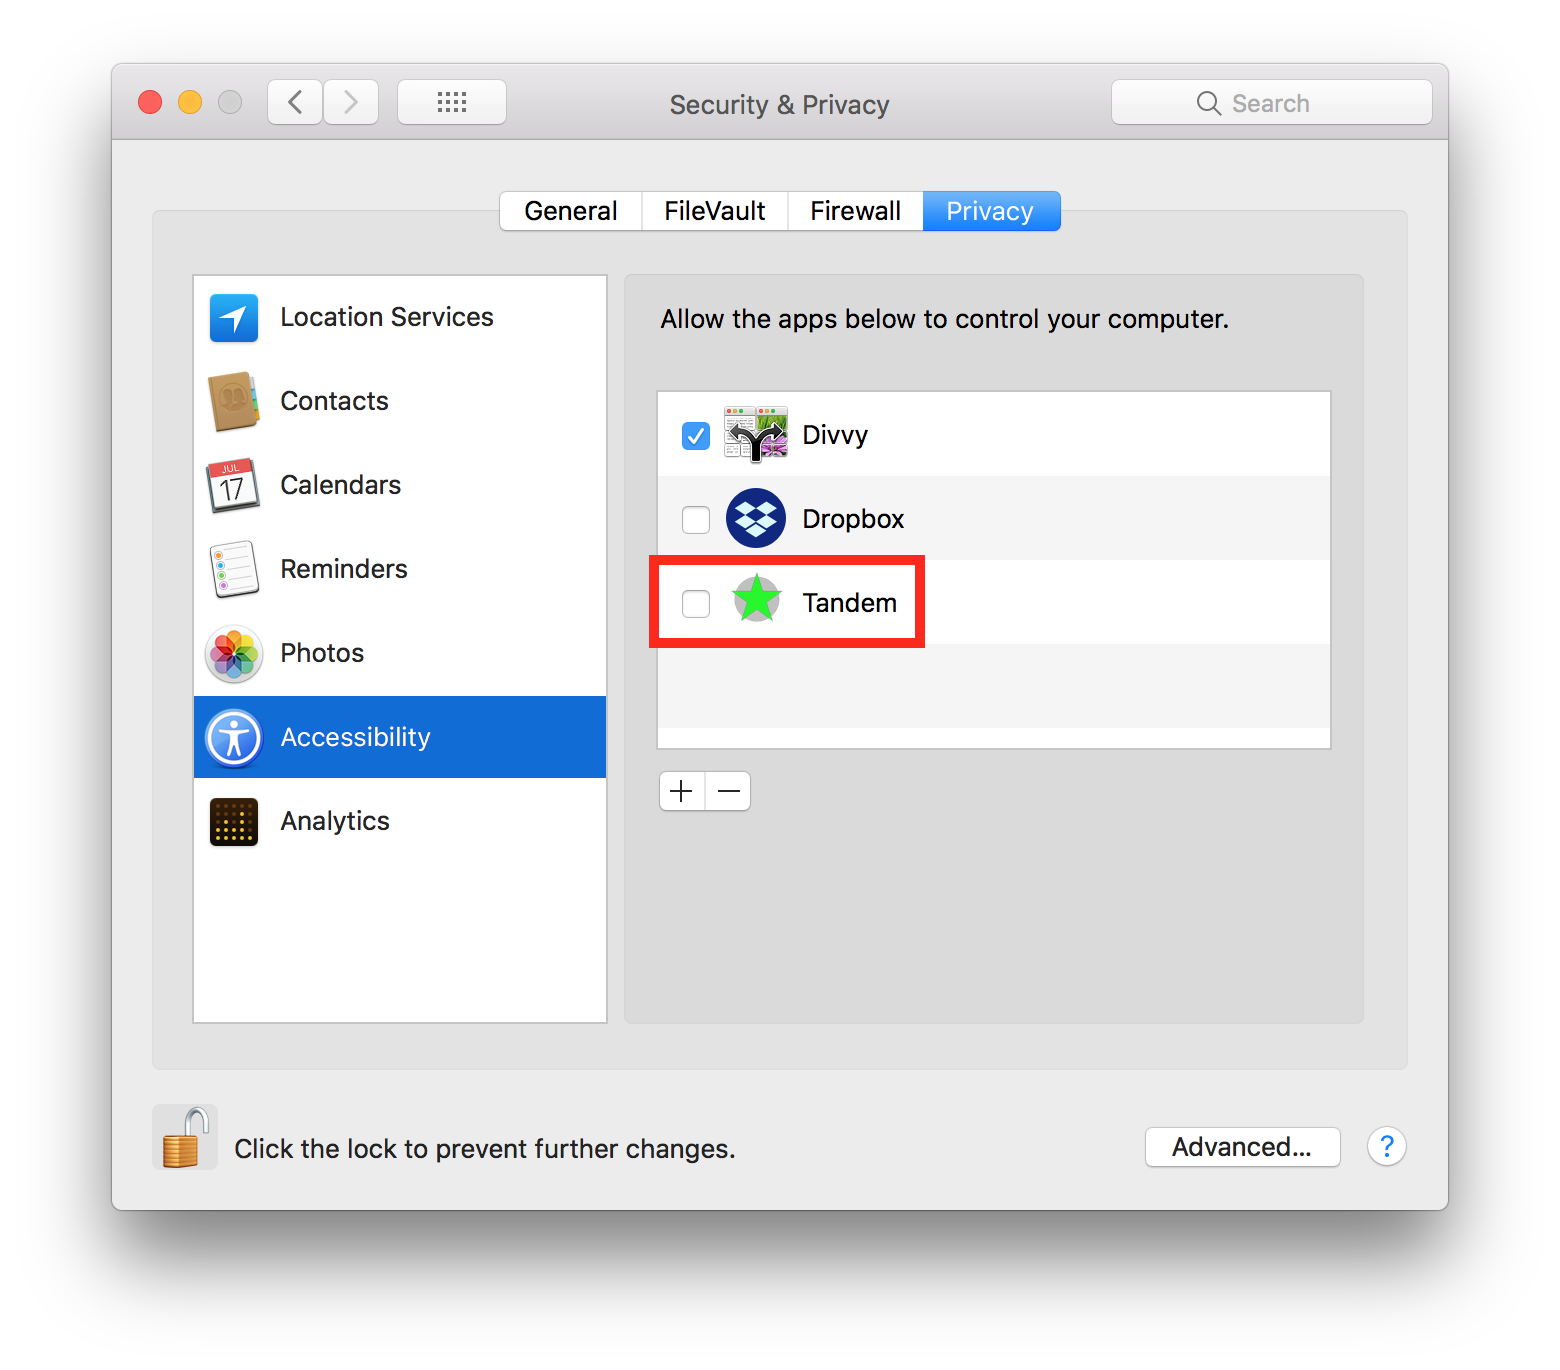 Security & Privacy
Search
General
FileVault
Firewall
Privacy
Location Services
Contacts
JUL
17
Calendars
Reminders
Photos
Accessibility
Analytics
Allow the apps below to control your computer.
Divvy
Dropbox
Tandem
Click the lock to prevent further changes.
Advanced...
?